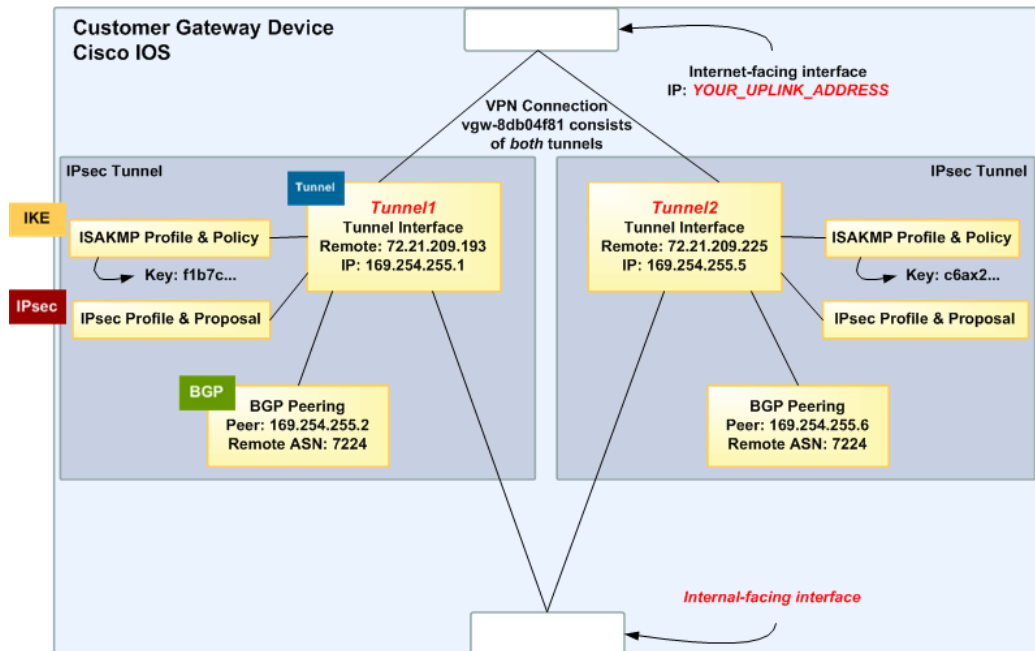 Customer Gateway Device
Cisco IOS
Internet-facing interface
IP: YOUR_UPLINK_ADDRESS
VPN Connection
vgw-8db04f81 consists
of both tunnels
IPsec Tunnel
Tunnel
IKE
ISAKMP Profile & Policy
Key: f1b7c...
IPsec
IPsec Profile & Proposal
Tunnel1
Tunnel Interface
Remote: 72.21.209.193
IP: 169.254.255.1
BGP
BGP Peering
Peer: 169.254.255.2
Remote ASN: 7224
IPsec Tunnel
Tunnel2
Tunnel Interface
Remote: 72.21.209.225
IP: 169.254.255.5
ISAKMP Profile & Policy
Key: c6ax2...
IPsec Profile & Proposal
BGP Peering
Peer: 169.254.255.6
Remote ASN: 7224
Internal-facing interface